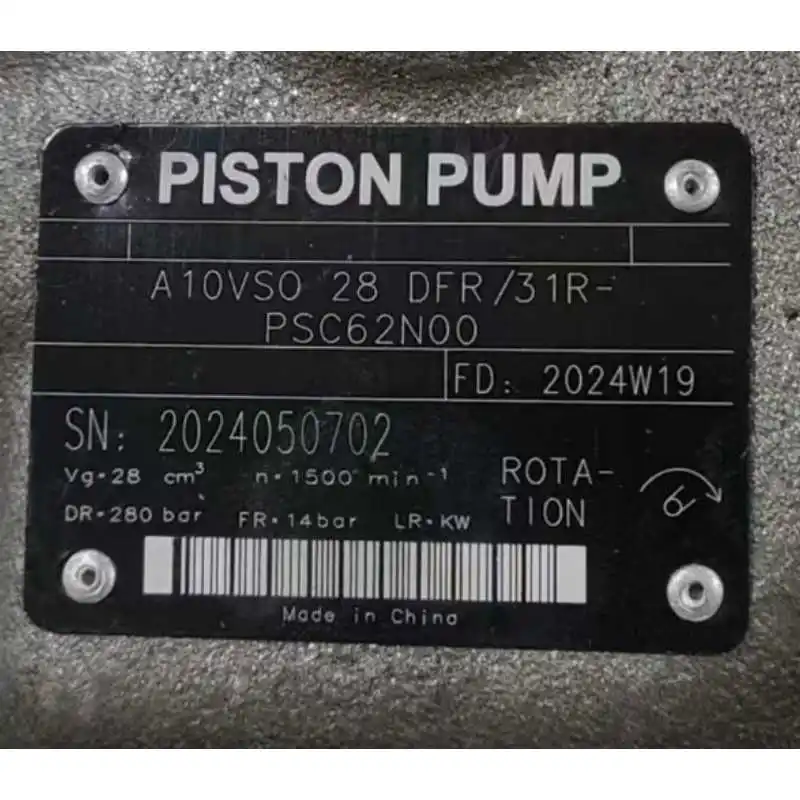 PISTON PUMP
A10VSO 28 DFR/31R-
PSC62N00
FD: 2024W19
SN: 2024050702
Vg=28 cm³ n=1500 min⁻¹
DR=280 bar FR=14bar LR=KW
ROTA-
TION
Made in China